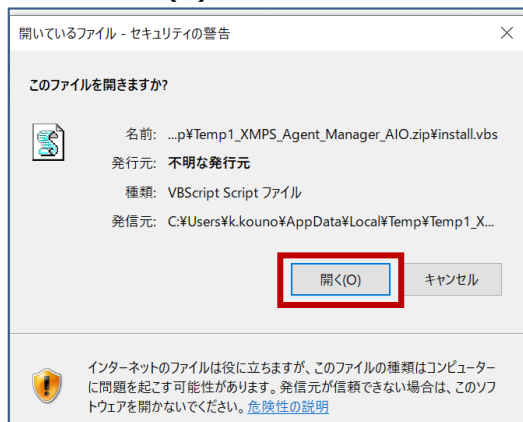 開いているファイル - セキュリティの警告
このファイルを開きますか?
名前: ...p¥Temp1_XMPS_Agent_Manager_AIO.zip¥install.vbs
発行元: 不明な発行元
種類: VBScript Script ファイル
発信元: C:¥Users¥k.kouno¥AppData¥Local¥Temp¥Temp1_X...
開く(O) キャンセル
インターネットのファイルは役に立ちますが、このファイルの種類はコンピューター
に問題を起こす可能性があります。発信元が信頼できない場合は、このソフ
トウェアを開かないでください。危険性の説明